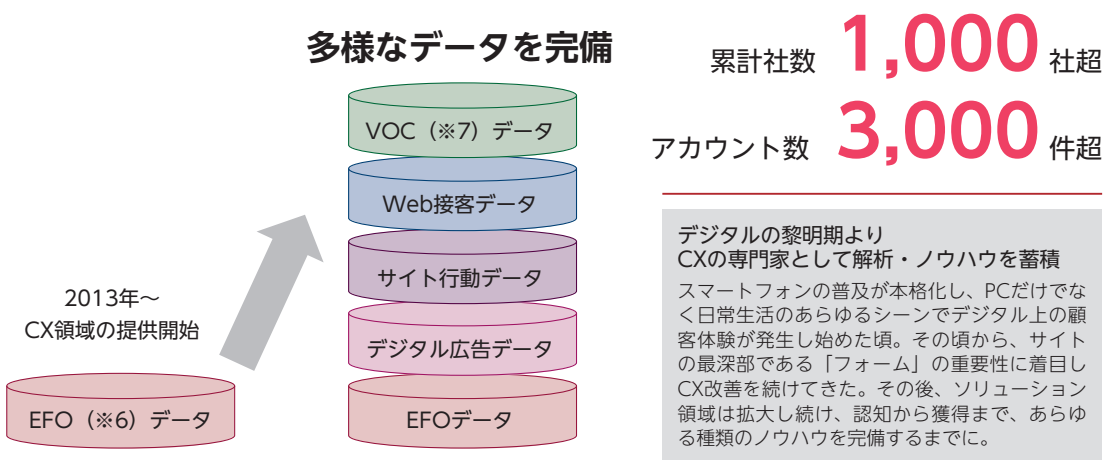 多様なデータを完備
VOC（※7）データ
Web接客データ
サイト行動データ
デジタル広告データ
EFOデータ
2013年～
CX領域の提供開始
EFO（※6）データ
累計社数 1,000 社超
アカウント数 3,000 件超
デジタルの黎明期より
CXの専門家として解析・ノウハウを蓄積
スマートフォンの普及が本格化し、PCだけでな
く日常生活のあらゆるシーンでデジタル上の顧
客体験が発生し始めた頃。その頃から、サイト
の最深部である「フォーム」の重要性に着目し
CX改善を続けてきた。その後、ソリューション
領域は拡大し続け、認知から獲得まで、あらゆ
る種類のノウハウを完備するまでに。